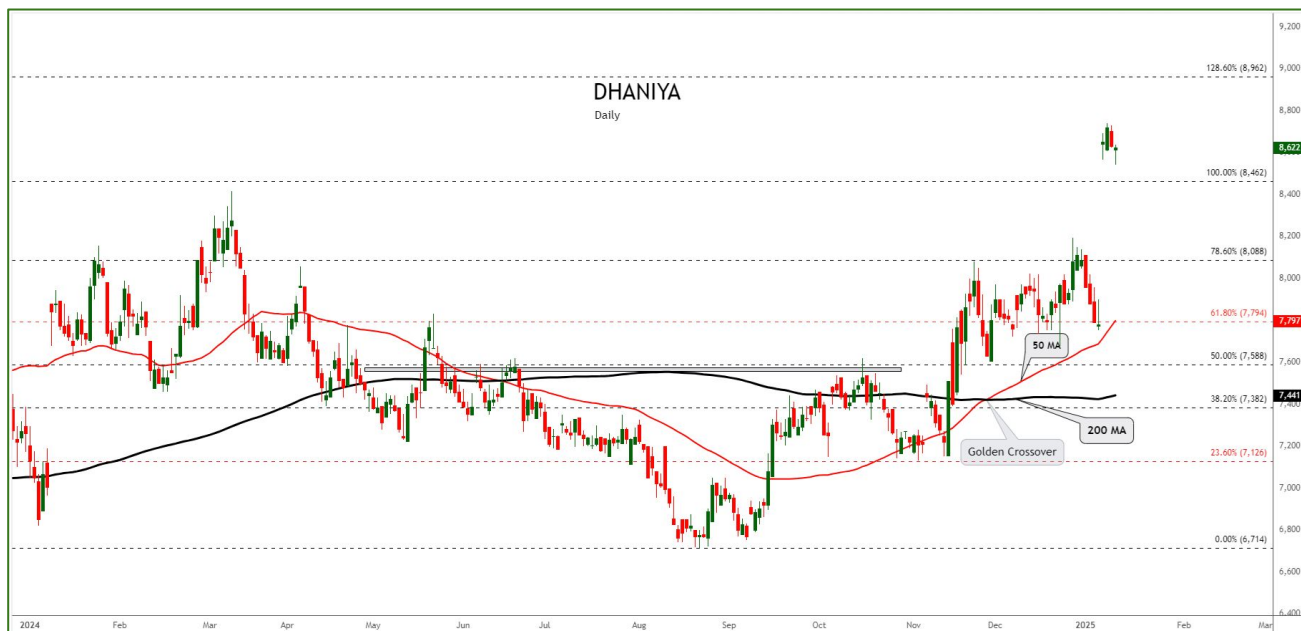 DHANIYA
Daily
9,200
128.60% (8,962)
9,000
8,800
8,622
100.00% (8,462)
8,400
8,200
78.60% (8,088)
8,000
61.80% (7,794)
7,797
50.00% (7,588)
7,600
50 MA
38.20% (7,382)
7,441
7,400
200 MA
Golden Crossover
23.60% (7,126)
7,200
7,000
6,800
0.00% (6,714)
6,600
6,400
2024
Feb
Mar
Apr
May
Jun
Jul
Aug
Sep
Oct
Nov
Dec
2025
Feb
Mar